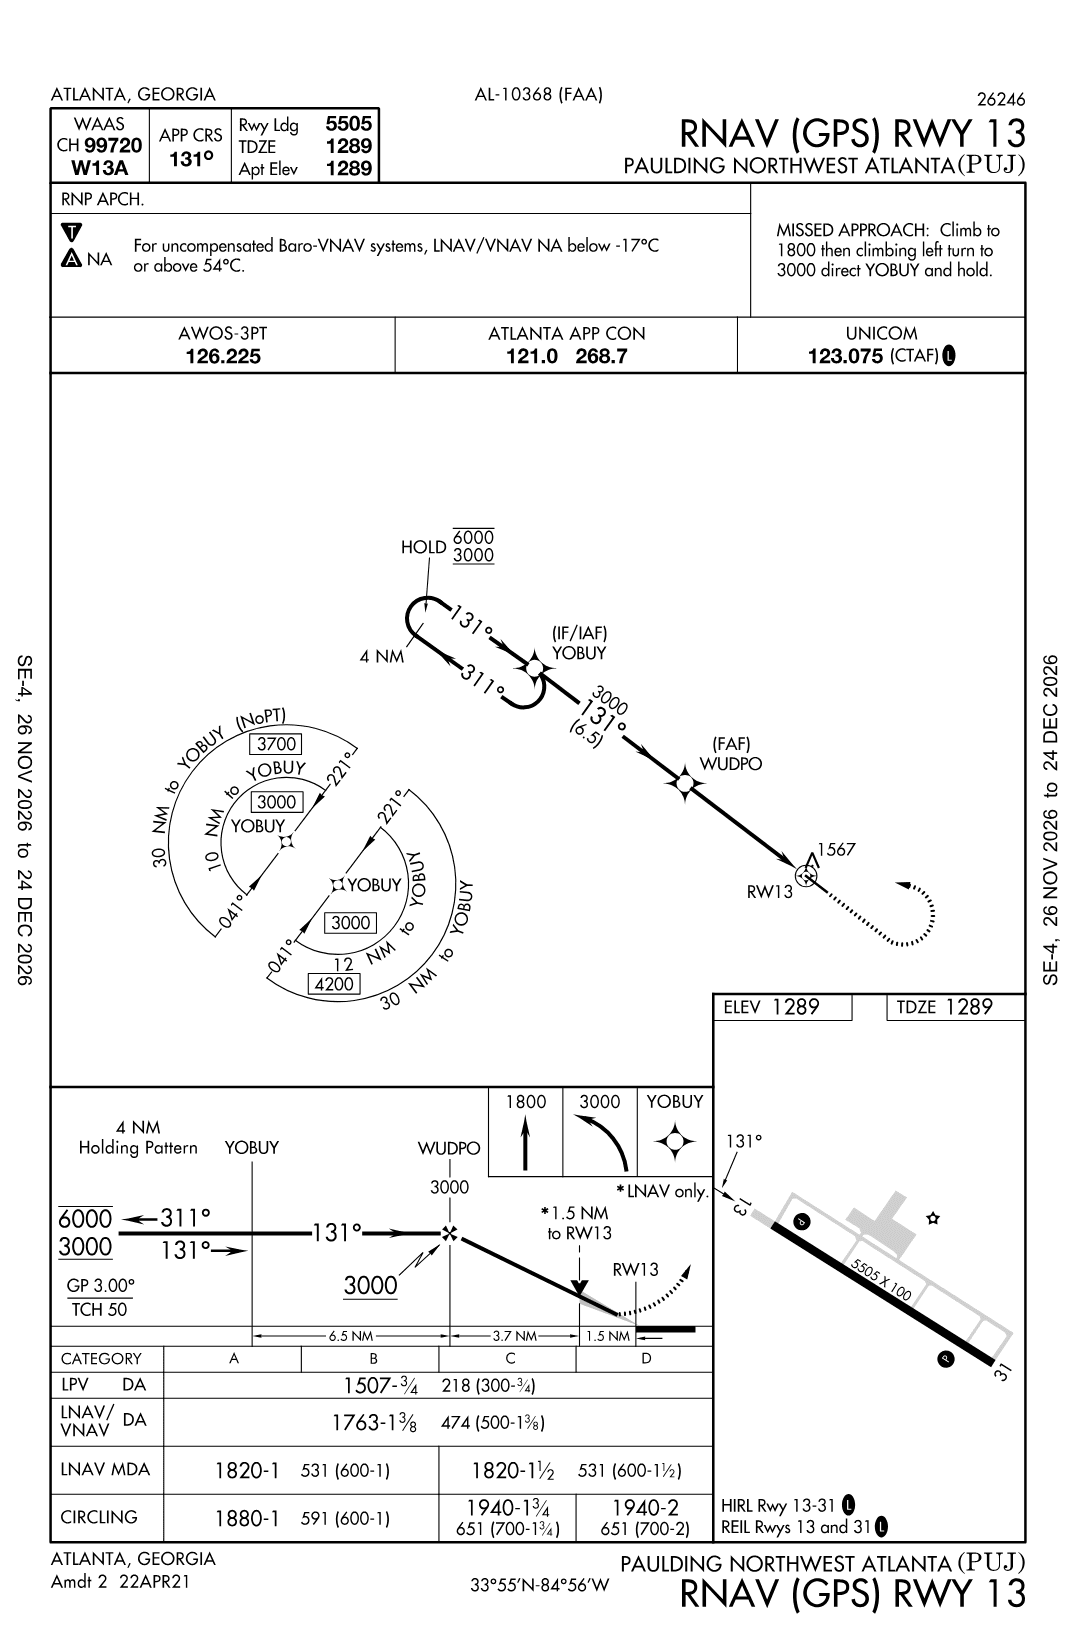 ATLANTA, GEORGIA
AL-10368 (FAA)
26246
WAAS
CH 99720
W13A
APP CRS
131°
Rwy Ldg 5505
TDZE 1289
Apt Elev 1289
RNAV (GPS) RWY 13
PAULDING NORTHWEST ATLANTA (PUJ)
RNP APCH.
T
A NA
For uncompensated Baro-VNAV systems, LNAV/VNAV NA below -17°C
or above 54°C.
MISSED APPROACH: Climb to
1800 then climbing left turn to
3000 direct YOBUY and hold.
AWOS-3PT
126.225
ATLANTA APP CON
121.0 268.7
UNICOM
123.075 (CTAF) L
HOLD 6000
3000
131°
4 NM
311°
(IF/IAF)
YOBUY
3000
131°
(6.5)
(FAF)
WUDPO
1567
RW13
30 NM to YOBUY (NoPT)
3700
10 NM to YOBUY
3000
YOBUY
221°
041°
221°
YOBUY
3000
041°
12 NM to YOBUY
4200
30 NM to YOBUY
SE-4, 26 NOV 2026 to 24 DEC 2026
SE-4, 26 NOV 2026 to 24 DEC 2026
ELEV 1289
TDZE 1289
131°
13
P
5505 X 100
P
31
HIRL Rwy 13-31 L
REIL Rwys 13 and 31 L
4 NM
Holding Pattern
YOBUY
WUDPO
3000
1800
3000
YOBUY
*LNAV only.
*1.5 NM
to RW13
RW13
6000
3000
311°
131°
131°
3000
GP 3.00°
TCH 50
6.5 NM
3.7 NM
1.5 NM
CATEGORY A B C D
LPV DA 1507-¾ 218 (300-¾)
LNAV/
VNAV DA 1763-1⅜ 474 (500-1⅜)
LNAV MDA 1820-1 531 (600-1) 1820-1½ 531 (600-1½)
CIRCLING 1880-1 591 (600-1)
1940-1¾
651 (700-1¾)
1940-2
651 (700-2)
ATLANTA, GEORGIA
Amdt 2 22APR21
33°55'N-84°56'W
PAULDING NORTHWEST ATLANTA (PUJ)
RNAV (GPS) RWY 13